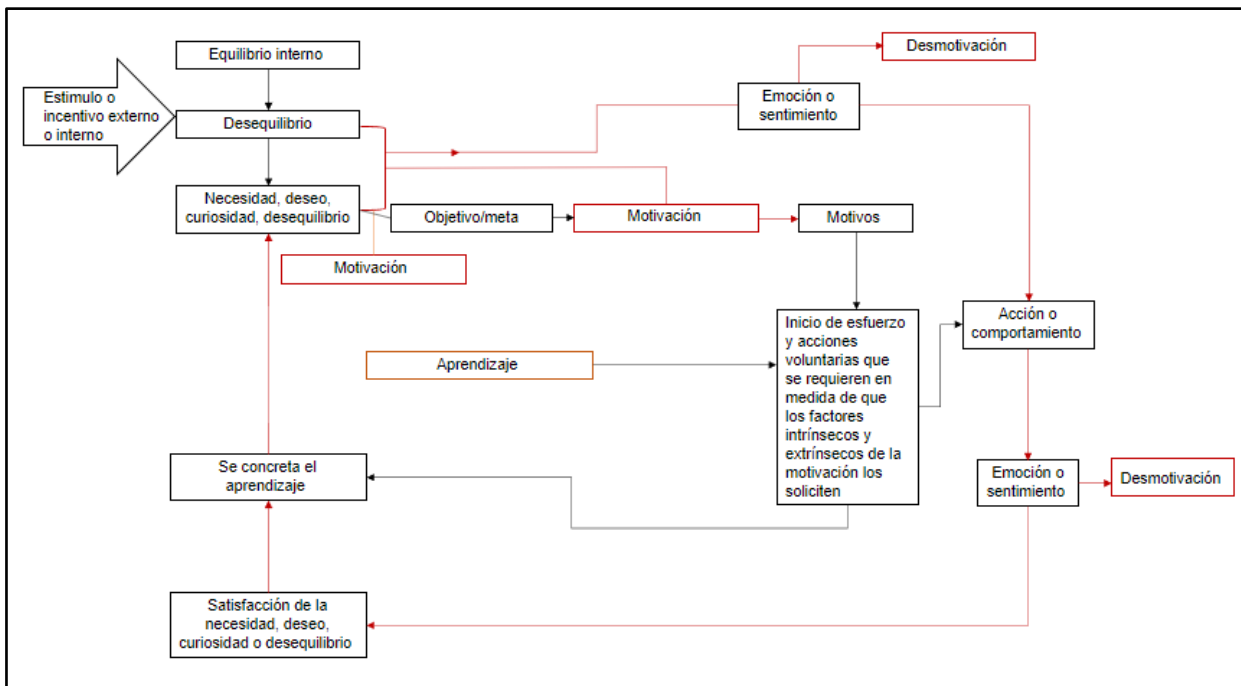 Equilibrio interno
Desmotivación
Estimulo o
incentivo externo
o interno
Desequilibrio
Emoción o
sentimiento
Necesidad, deseo,
curiosidad, desequilibrio
Objetivo/meta
Motivación
Motivos
Motivación
Inicio de esfuerzo
y acciones
voluntarias que
se requieren en
medida de que
los factores
intrínsecos y
extrínsecos de la
motivación los
soliciten
Acción o
comportamiento
Aprendizaje
Se concreta el
aprendizaje
Emoción o
sentimiento
Desmotivación
Satisfacción de la
necesidad, deseo,
curiosidad o desequilibrio